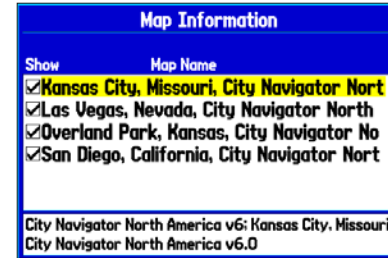 Map Information
Show Map Name
Kansas City, Missouri, City Navigator Nort
Las Vegas, Nevada, City Navigator North
Overland Park, Kansas, City Navigator No
San Diego, California, City Navigator Nort
City Navigator North America v6; Kansas City, Missouri
City Navigator North America v6.0